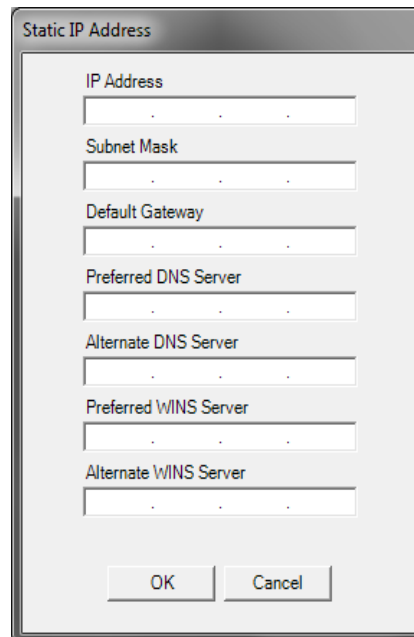 Static IP Address
IP Address
. . .
Subnet Mask
. . .
Default Gateway
. . .
Preferred DNS Server
. . .
Alternate DNS Server
. . .
Preferred WINS Server
. . .
Alternate WINS Server
. . .
OK Cancel